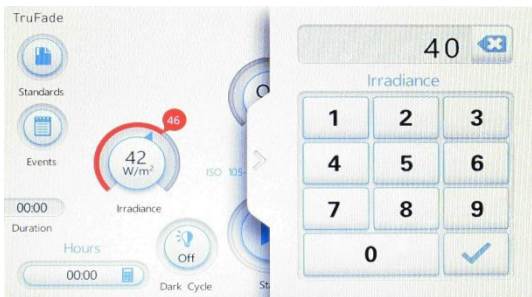 TruFade
Standards
Events
00:00
Duration
Hours
00:00
46
42
W/m²
Irradiance
ISO 105-
Off
Dark Cycle
40
Irradiance
1 2 3
4 5 6
7 8 9
0